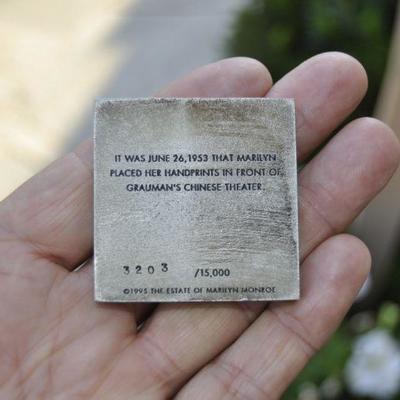 IT WAS JUNE 26,1953 THAT MARILYN
PLACED HER HANDPRINTS IN FRONT OF
GRAUMAN'S CHINESE THEATER.
3203 /15,000
©1995 THE ESTATE OF MARILYN MONROE